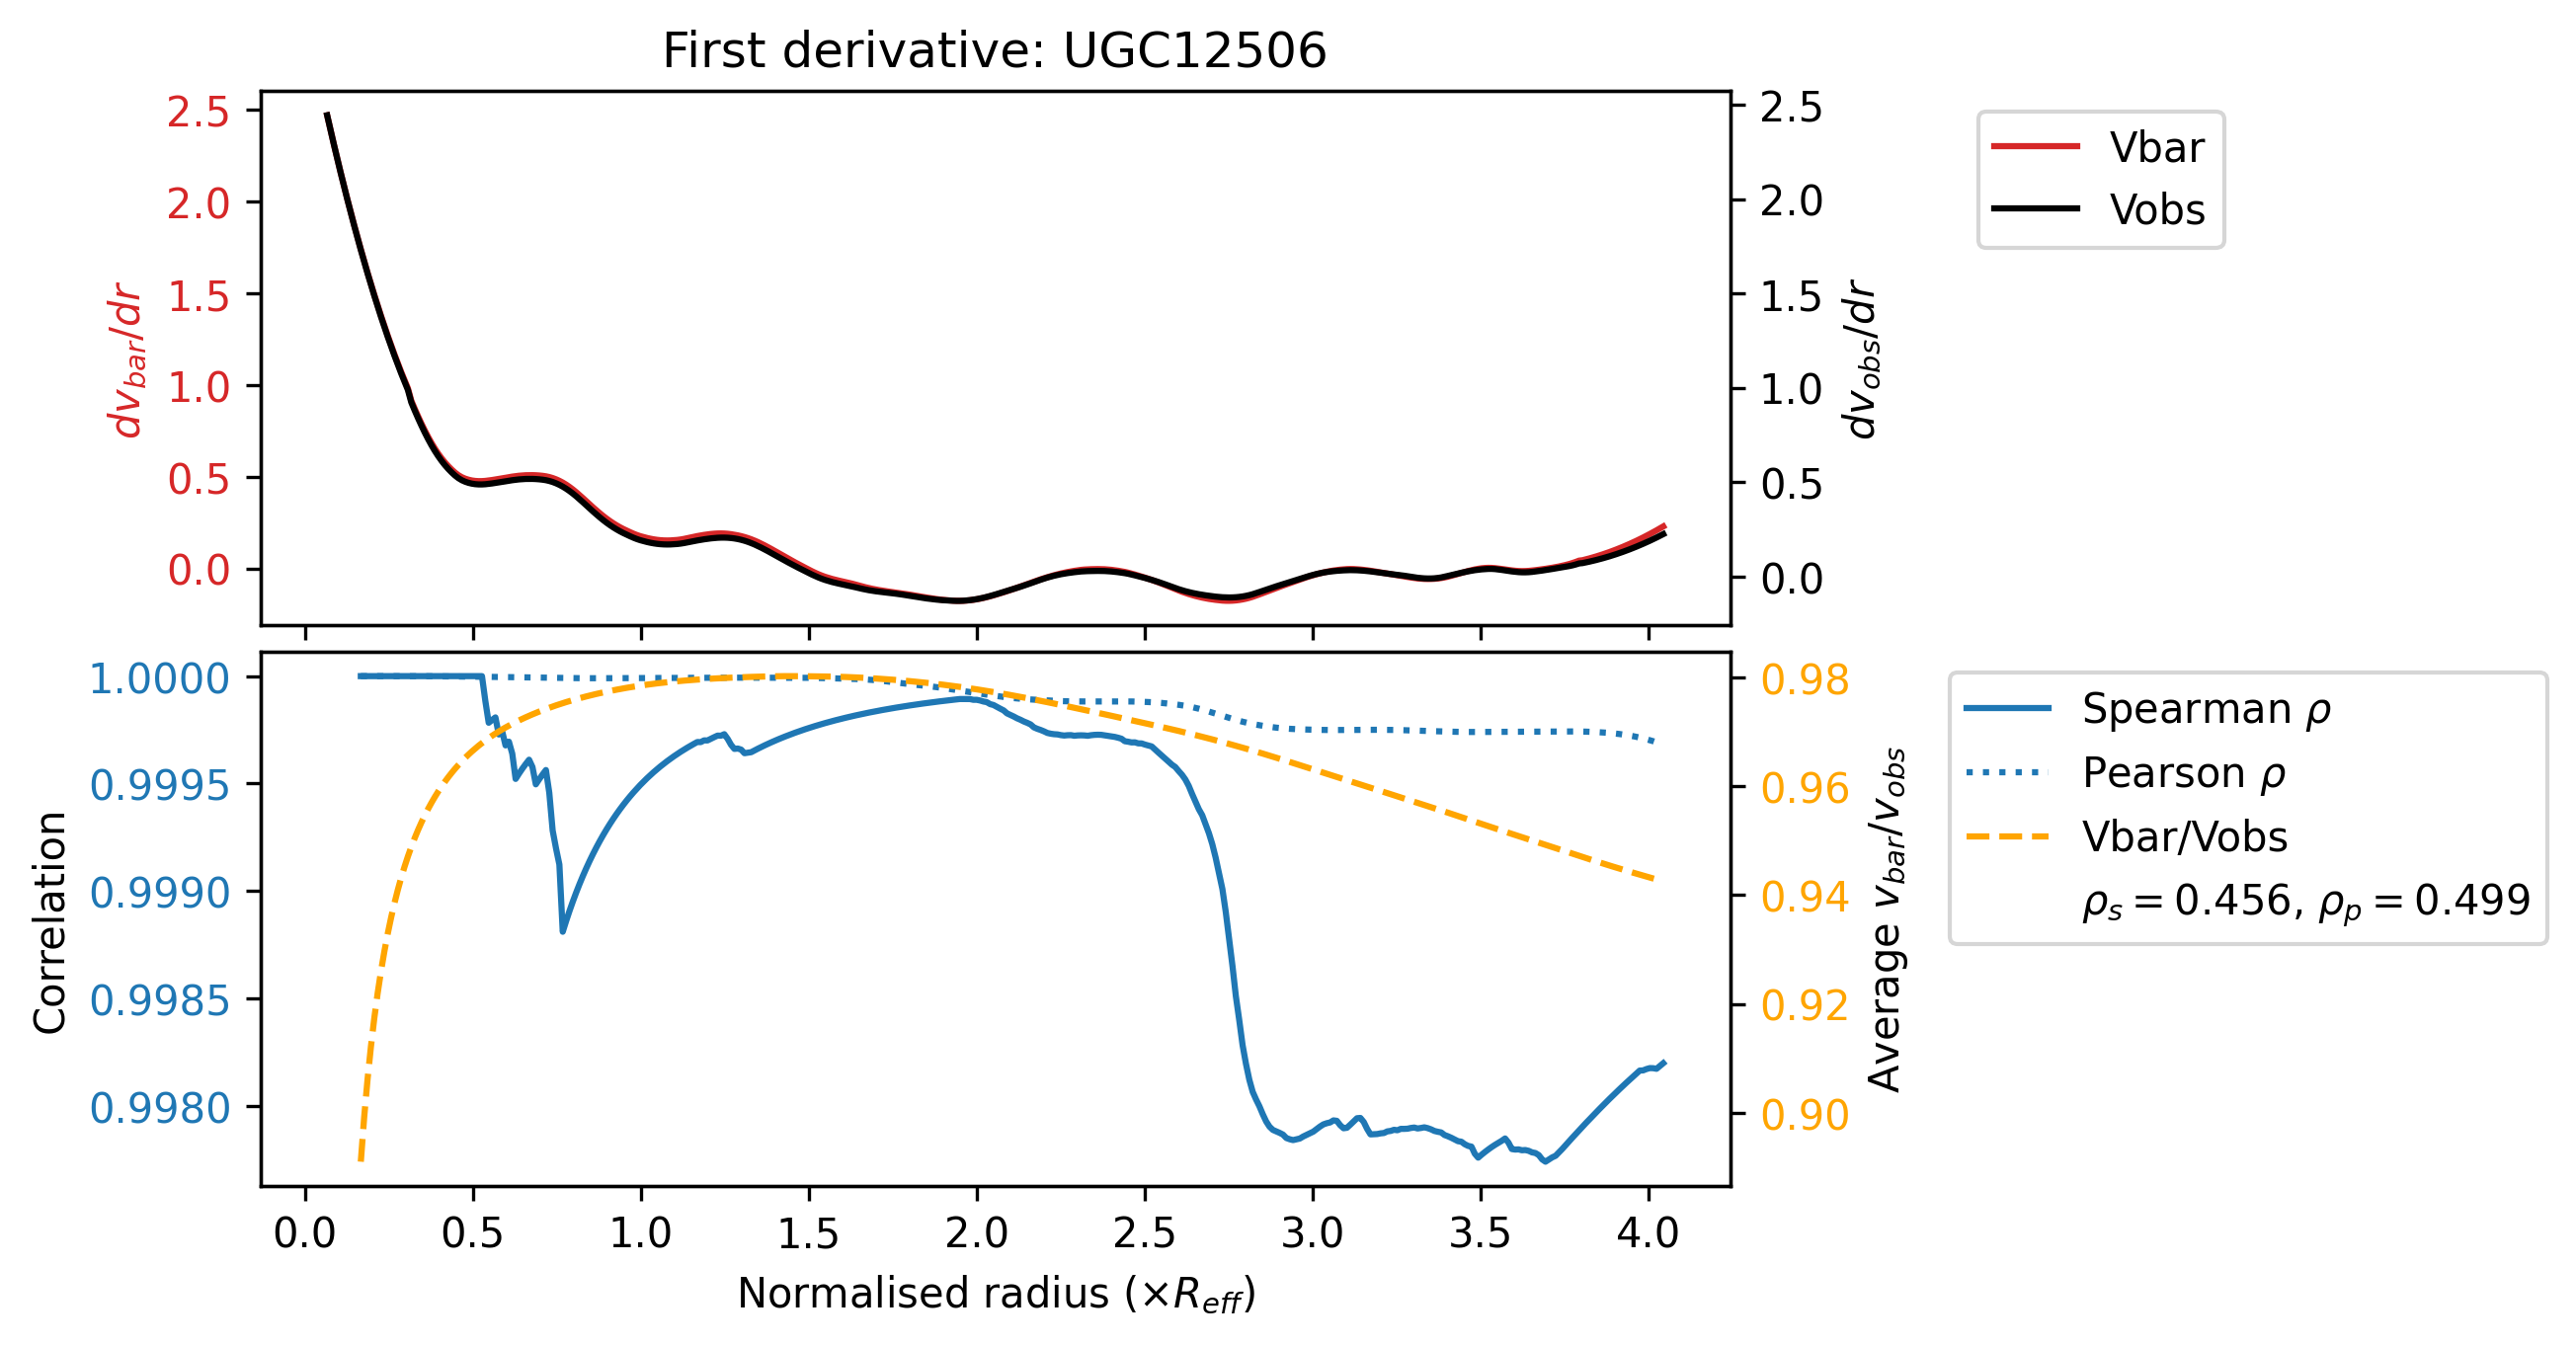 First derivative: UGC12506
2.5
2.0
1.5
1.0
0.5
0.0
dv_bar/dr
2.5
2.0
1.5
1.0
0.5
0.0
dv_obs/dr
Vbar
Vobs
1.0000
0.9995
0.9990
0.9985
0.9980
Correlation
0.98
0.96
0.94
0.92
0.90
Average v_bar/v_obs
Spearman ρ
Pearson ρ
Vbar/Vobs
ρ_s = 0.456, ρ_p = 0.499
0.0 0.5 1.0 1.5 2.0 2.5 3.0 3.5 4.0
Normalised radius (×R_eff)